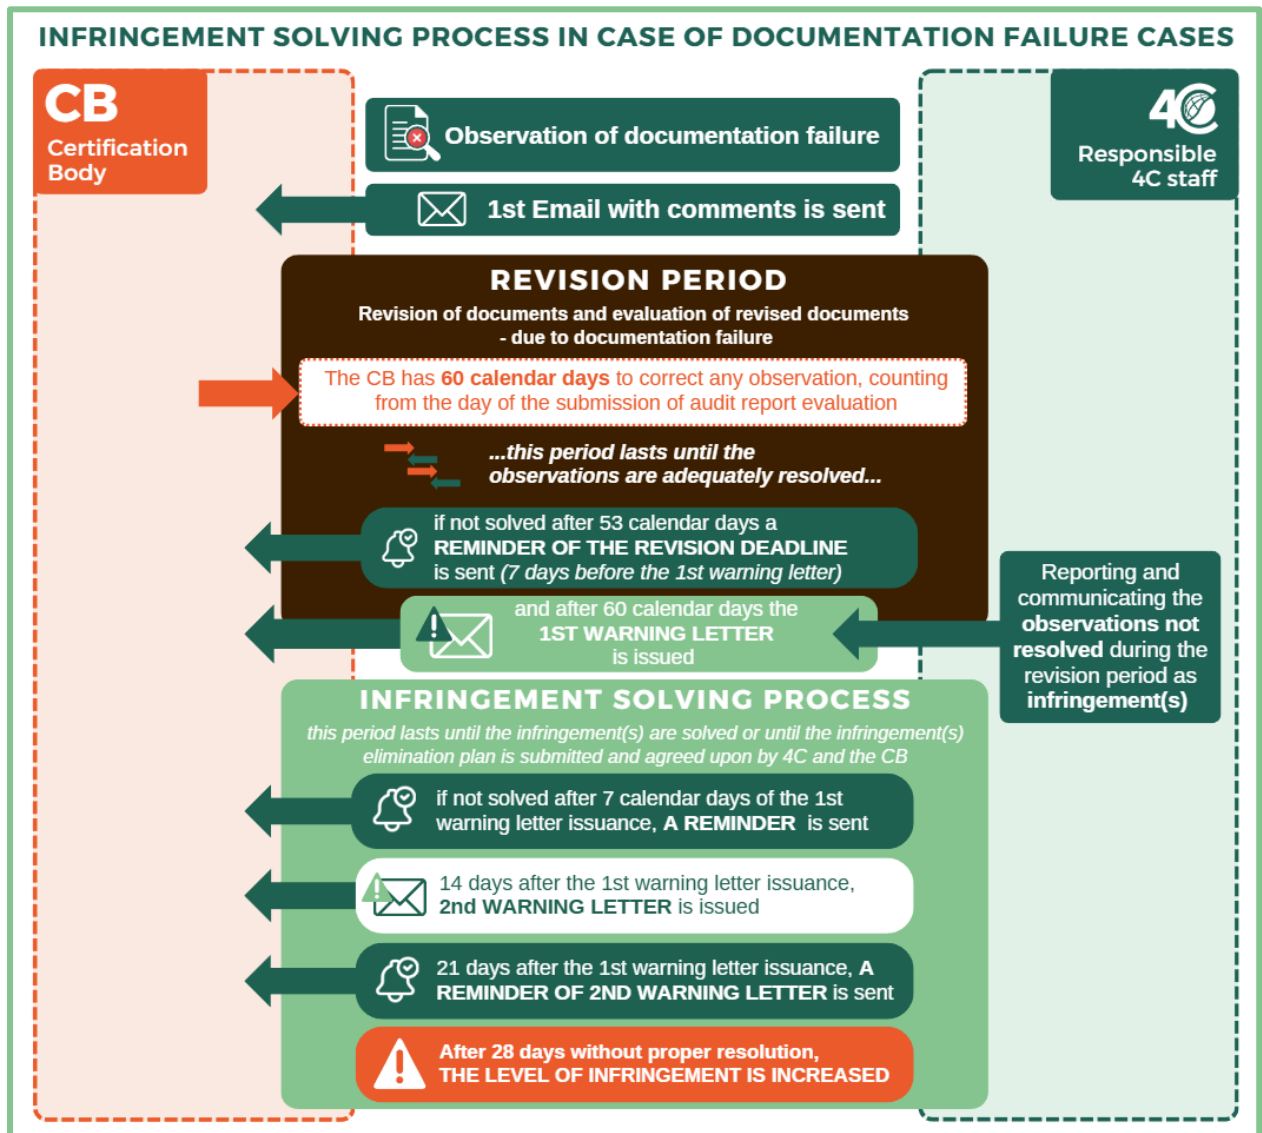 INFRINGEMENT SOLVING PROCESS IN CASE OF DOCUMENTATION FAILURE CASES
CB
Certification
Body
4C
Responsible
4C staff
Observation of documentation failure
1st Email with comments is sent
REVISION PERIOD
Revision of documents and evaluation of revised documents
- due to documentation failure
The CB has 60 calendar days to correct any observation, counting
from the day of the submission of audit report evaluation
...this period lasts until the
observations are adequately resolved...
if not solved after 53 calendar days a
REMINDER OF THE REVISION DEADLINE
is sent (7 days before the 1st warning letter)
and after 60 calendar days the
1ST WARNING LETTER
is issued
Reporting and
communicating the
observations not
resolved during the
revision period as
infringement(s)
INFRINGEMENT SOLVING PROCESS
this period lasts until the infringement(s) are solved or until the infringement(s)
elimination plan is submitted and agreed upon by 4C and the CB
if not solved after 7 calendar days of the 1st
warning letter issuance, A REMINDER is sent
14 days after the 1st warning letter issuance,
2nd WARNING LETTER is issued
21 days after the 1st warning letter issuance, A
REMINDER OF 2ND WARNING LETTER is sent
After 28 days without proper resolution,
THE LEVEL OF INFRINGEMENT IS INCREASED